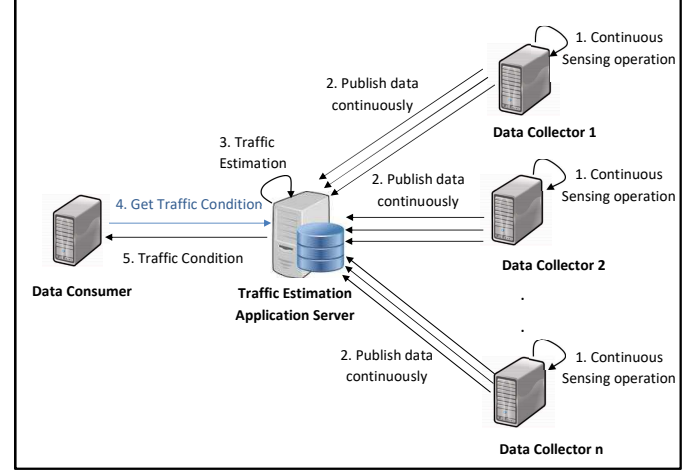 1. Continuous
Sensing operation
2. Publish data
continuously
Data Collector 1
3. Traffic
Estimation
1. Continuous
Sensing operation
2. Publish data
continuously
4. Get Traffic Condition
5. Traffic Condition
Data Collector 2
Data Consumer
Traffic Estimation
Application Server
.
.
2. Publish data
continuously
1. Continuous
Sensing operation
Data Collector n